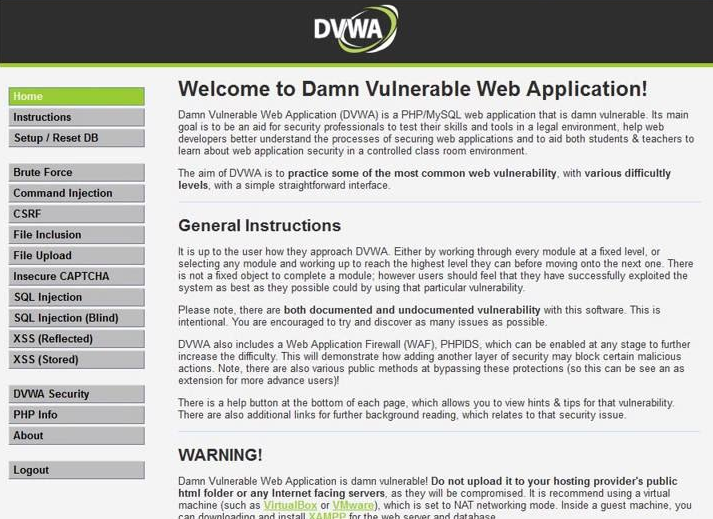 DVWA
Home
Instructions
Setup / Reset DB
Brute Force
Command Injection
CSRF
File Inclusion
File Upload
Insecure CAPTCHA
SQL Injection
SQL Injection (Blind)
XSS (Reflected)
XSS (Stored)
DVWA Security
PHP Info
About
Logout
Welcome to Damn Vulnerable Web Application!
Damn Vulnerable Web Application (DVWA) is a PHP/MySQL web application that is damn vulnerable. Its main
goal is to be an aid for security professionals to test their skills and tools in a legal environment, help web
developers better understand the processes of securing web applications and to aid both students & teachers to
learn about web application security in a controlled class room environment.
The aim of DVWA is to practise some of the most common web vulnerability, with various difficultly
levels, with a simple straightforward interface.
General Instructions
It is up to the user how they approach DVWA. Either by working through every module at a fixed level, or
selecting any module and working up to reach the highest level they can before moving onto the next one. There
is not a fixed object to complete a module; however users should feel that they have successfully exploited the
system as best as they possible could by using that particular vulnerability.
Please note, there are both documented and undocumented vulnerability with this software. This is
intentional. You are encouraged to try and discover as many issues as possible.
DVWA also includes a Web Application Firewall (WAF), PHPIDS, which can be enabled at any stage to further
increase the difficulty. This will demonstrate how adding another layer of security may block certain malicious
actions. Note, there are also various public methods at bypassing these protections (so this can be see an as
extension for more advance users)!
There is a help button at the bottom of each page, which allows you to view hints & tips for that vulnerability.
There are also additional links for further background reading, which relates to that security issue.
WARNING!
Damn Vulnerable Web Application is damn vulnerable! Do not upload it to your hosting provider's public
html folder or any Internet facing servers, as they will be compromised. It is recommend using a virtual
machine (such as VirtualBox or VMware), which is set to NAT networking mode. Inside a guest machine, you
can downloading and install XAMPP for the web server and database.